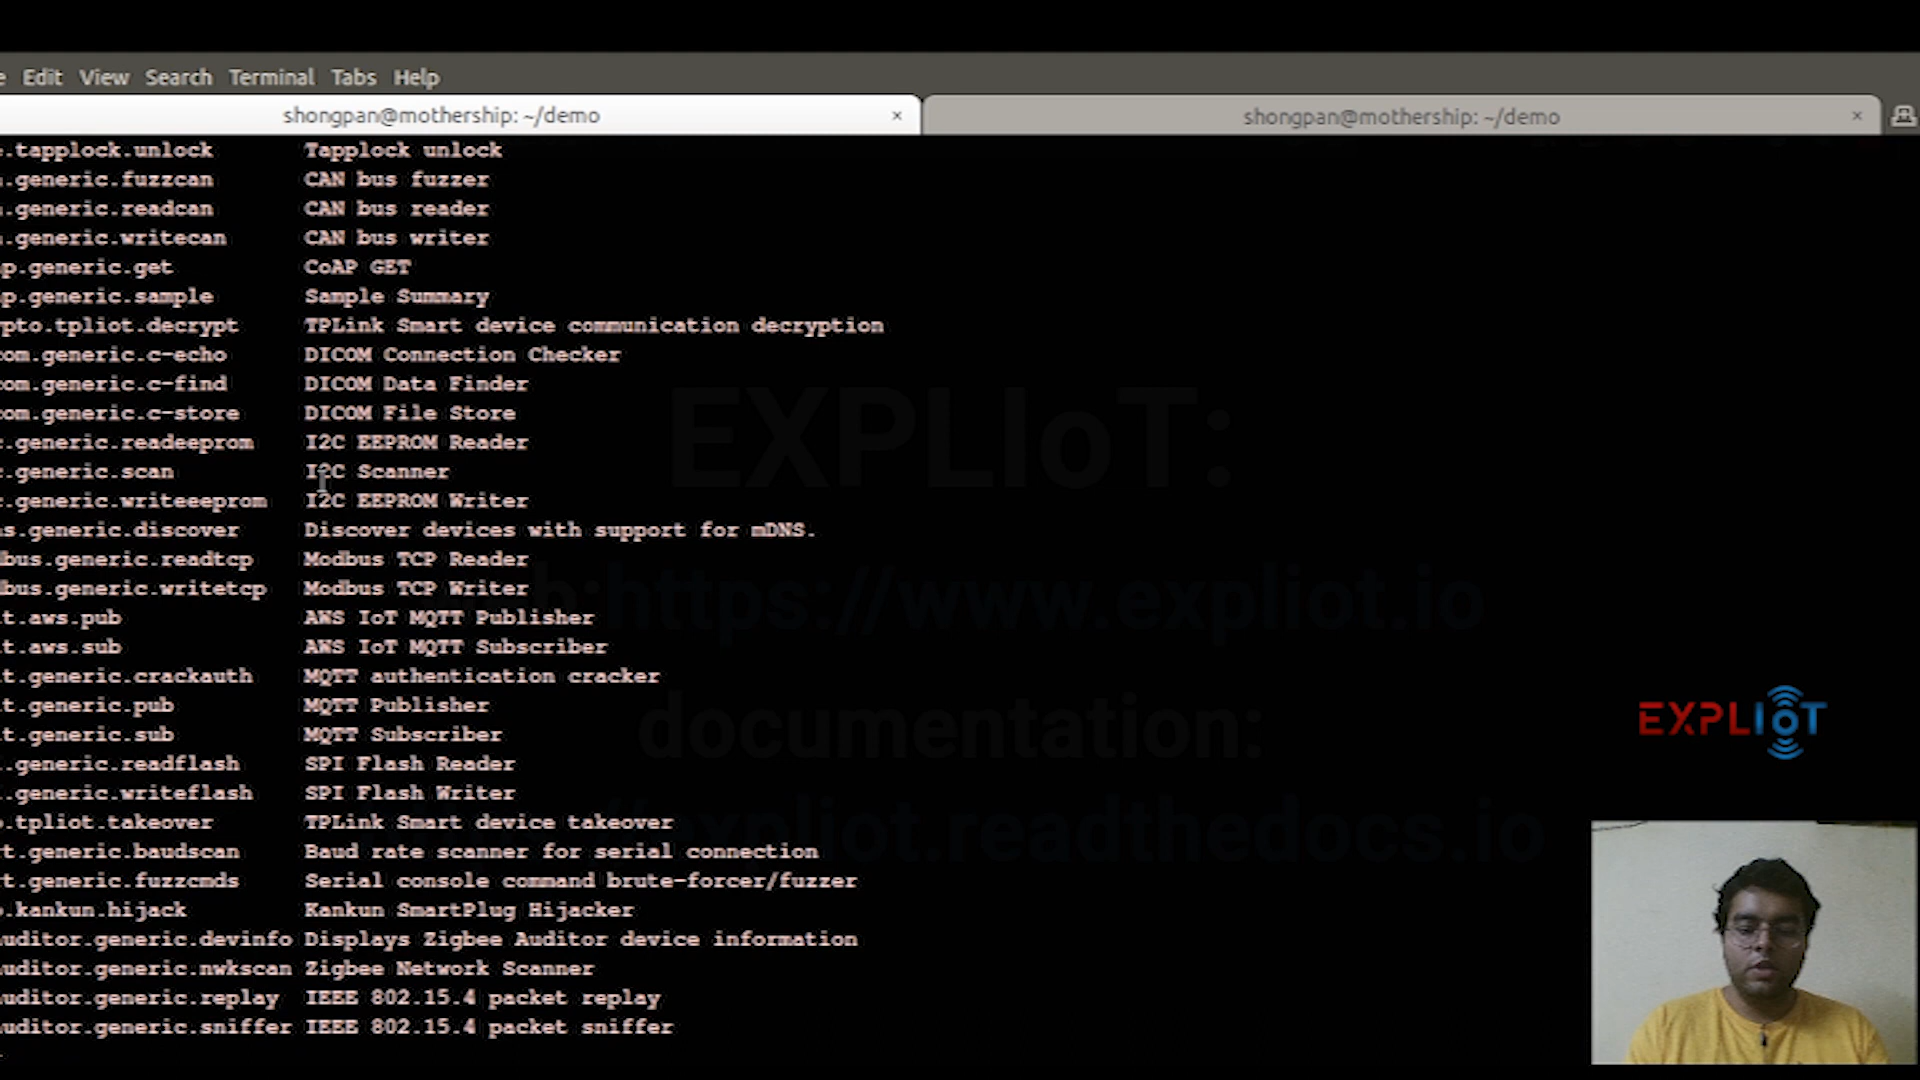 Edit View Search Terminal Tabs Help
shongpan@mothership: ~/demo × shongpan@mothership: ~/demo ×
.tapplock.unlock Tapplock unlock
.generic.fuzzcan CAN bus fuzzer
.generic.readcan CAN bus reader
.generic.writecan CAN bus writer
p.generic.get CoAP GET
p.generic.sample Sample Summary
pto.tpliot.decrypt TPLink Smart device communication decryption
com.generic.c-echo DICOM Connection Checker
com.generic.c-find DICOM Data Finder
com.generic.c-store DICOM File Store
.generic.readeeprom I2C EEPROM Reader
.generic.scan I2C Scanner
.generic.writeeeprom I2C EEPROM Writer
s.generic.discover Discover devices with support for mDNS.
bus.generic.readtcp Modbus TCP Reader
bus.generic.writetcp Modbus TCP Writer
t.aws.pub AWS IoT MQTT Publisher
t.aws.sub AWS IoT MQTT Subscriber
t.generic.crackauth MQTT authentication cracker
t.generic.pub MQTT Publisher
t.generic.sub MQTT Subscriber
.generic.readflash SPI Flash Reader
.generic.writeflash SPI Flash Writer
.tpliot.takeover TPLink Smart device takeover
t.generic.baudscan Baud rate scanner for serial connection
t.generic.fuzzcmds Serial console command brute-forcer/fuzzer
.kankun.hijack Kankun SmartPlug Hijacker
auditor.generic.devinfo Displays Zigbee Auditor device information
auditor.generic.nwkscan Zigbee Network Scanner
auditor.generic.replay IEEE 802.15.4 packet replay
auditor.generic.sniffer IEEE 802.15.4 packet sniffer
EXPLIoT:
b:https://www.expliot.io
documentation:
//expliot.readthedocs.io
EXPLIOT